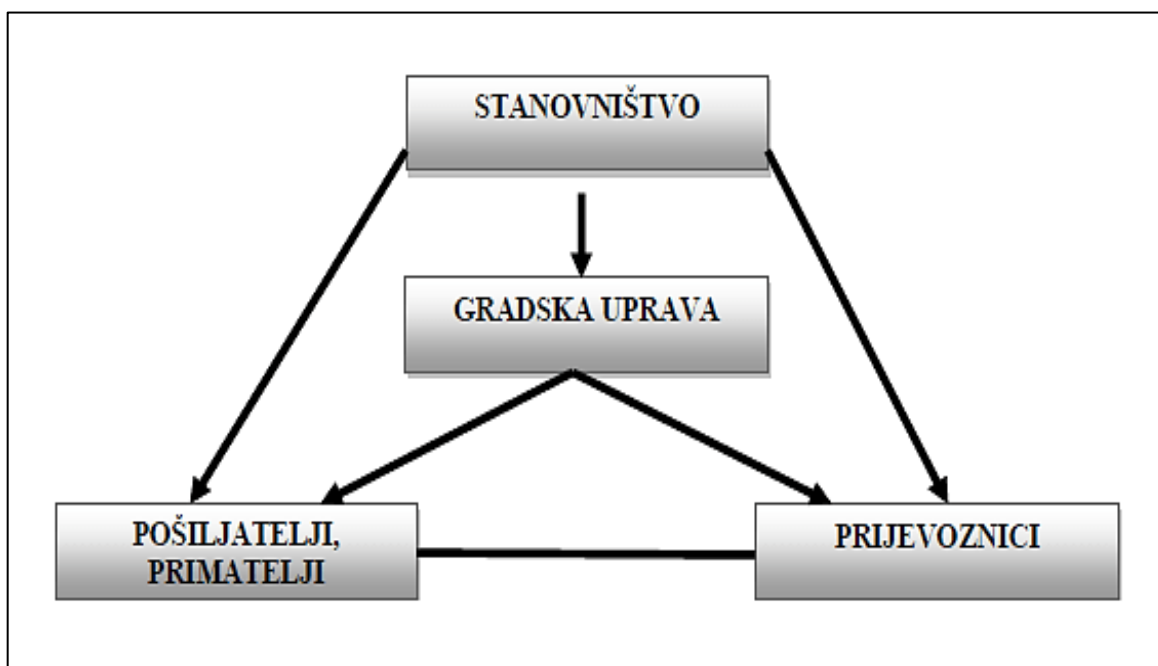 STANOVNIŠTVO
GRADSKA UPRAVA
POŠILJATELJI,
PRIMATELJI
PRIJEVOZNICI